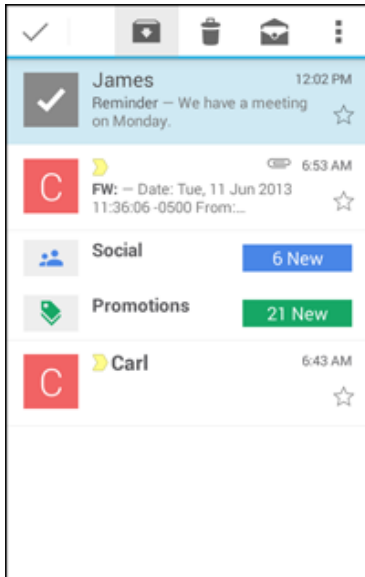 James 12:02 PM
Reminder – We have a meeting
on Monday.
C 6:53 AM
FW: – Date: Tue, 11 Jun 2013
11:36:06 -0500 From:...
Social 6 New
Promotions 21 New
C Carl 6:43 AM